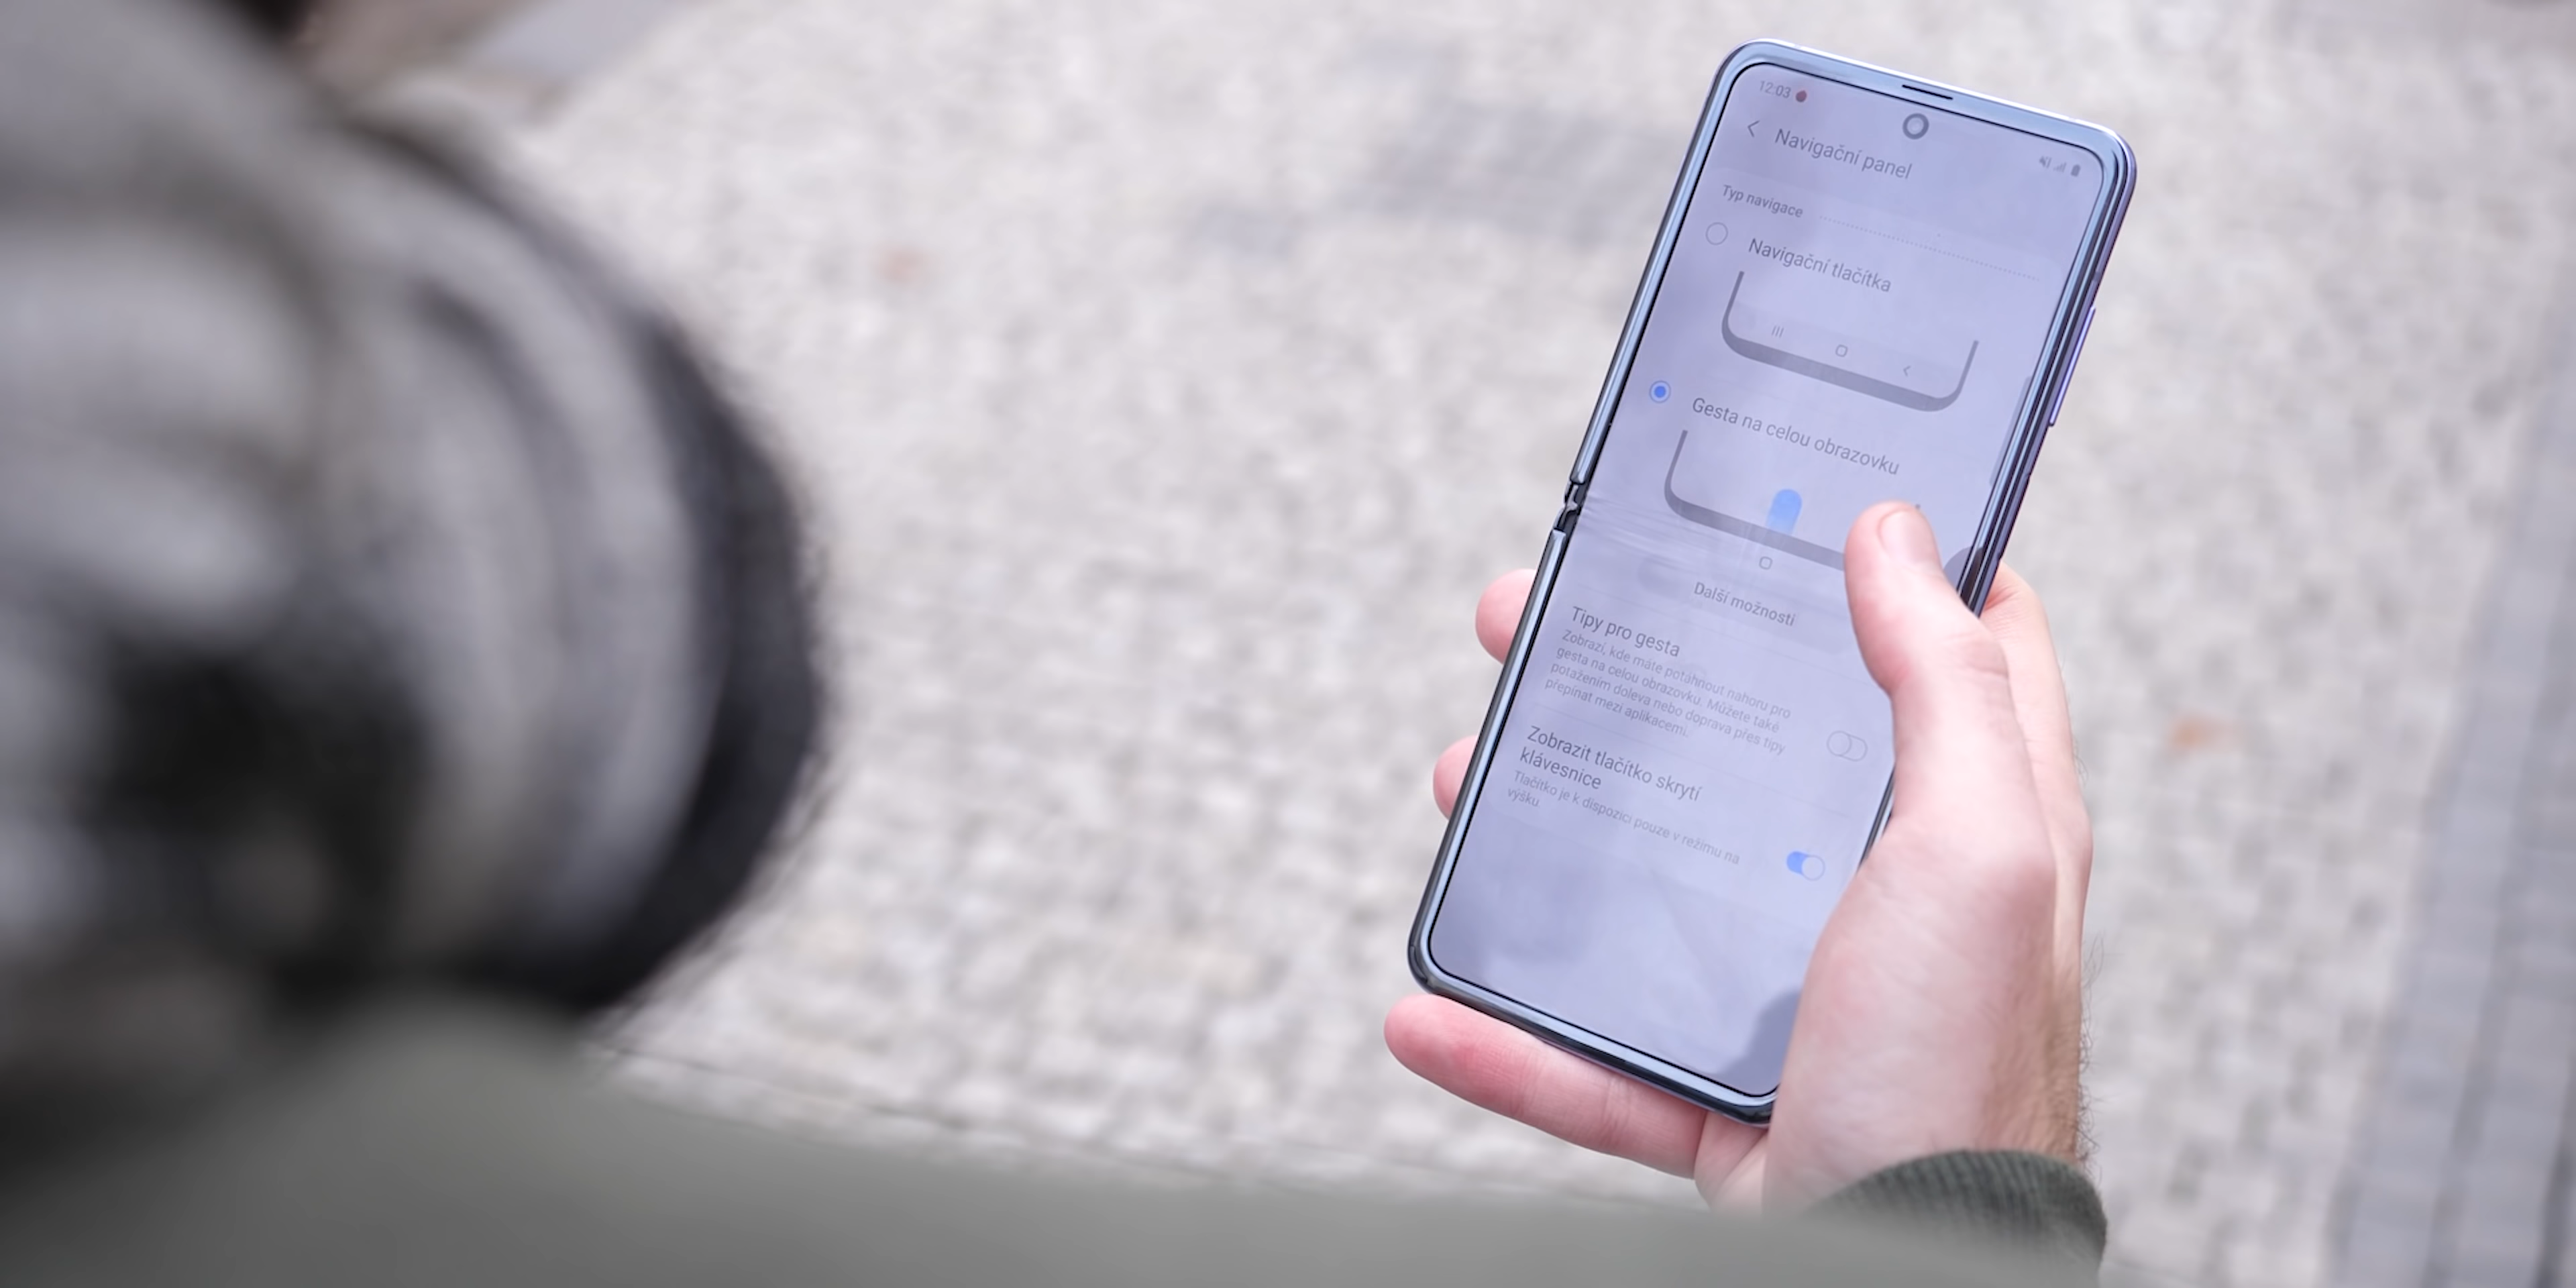 12:03
Navigační panel
Typ navigace
Navigační tlačítka
Gesta na celou obrazovku
Další možnosti
Tipy pro gesta
Zobrazí, kde máte potáhnout nahoru pro
gesta na celou obrazovku. Můžete také
potažením doleva nebo doprava přes tipy
přepínat mezi aplikacemi.
Zobrazit tlačítko skrytí
klávesnice
Tlačítko je k dispozici pouze v režimu na
výšku